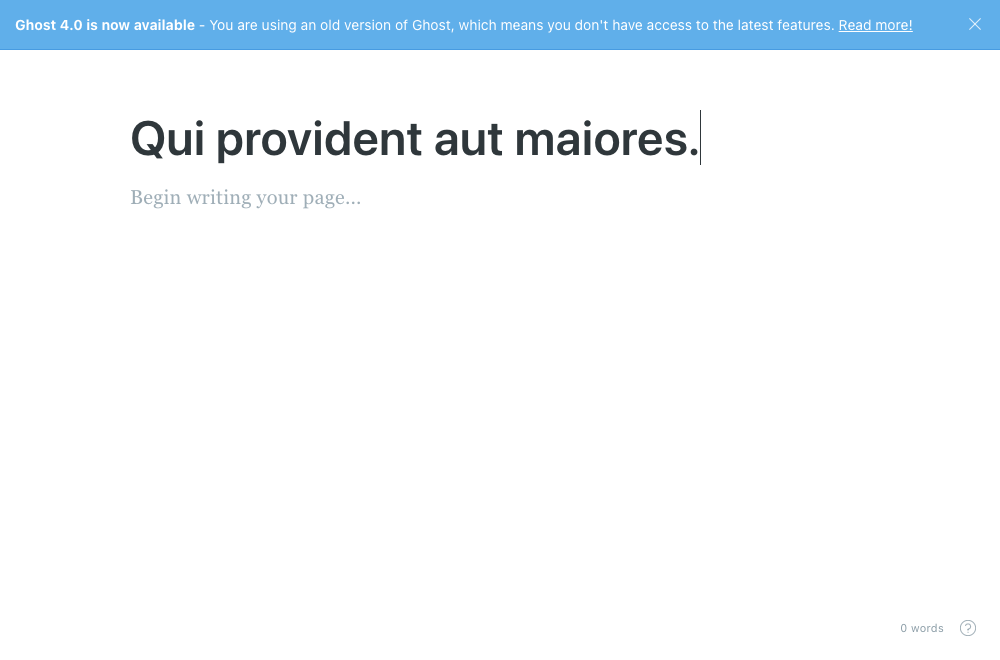 Ghost 4.0 is now available - You are using an old version of Ghost, which means you don't have access to the latest features. Read more!
Qui provident aut maiores.
Begin writing your page...
0 words
?